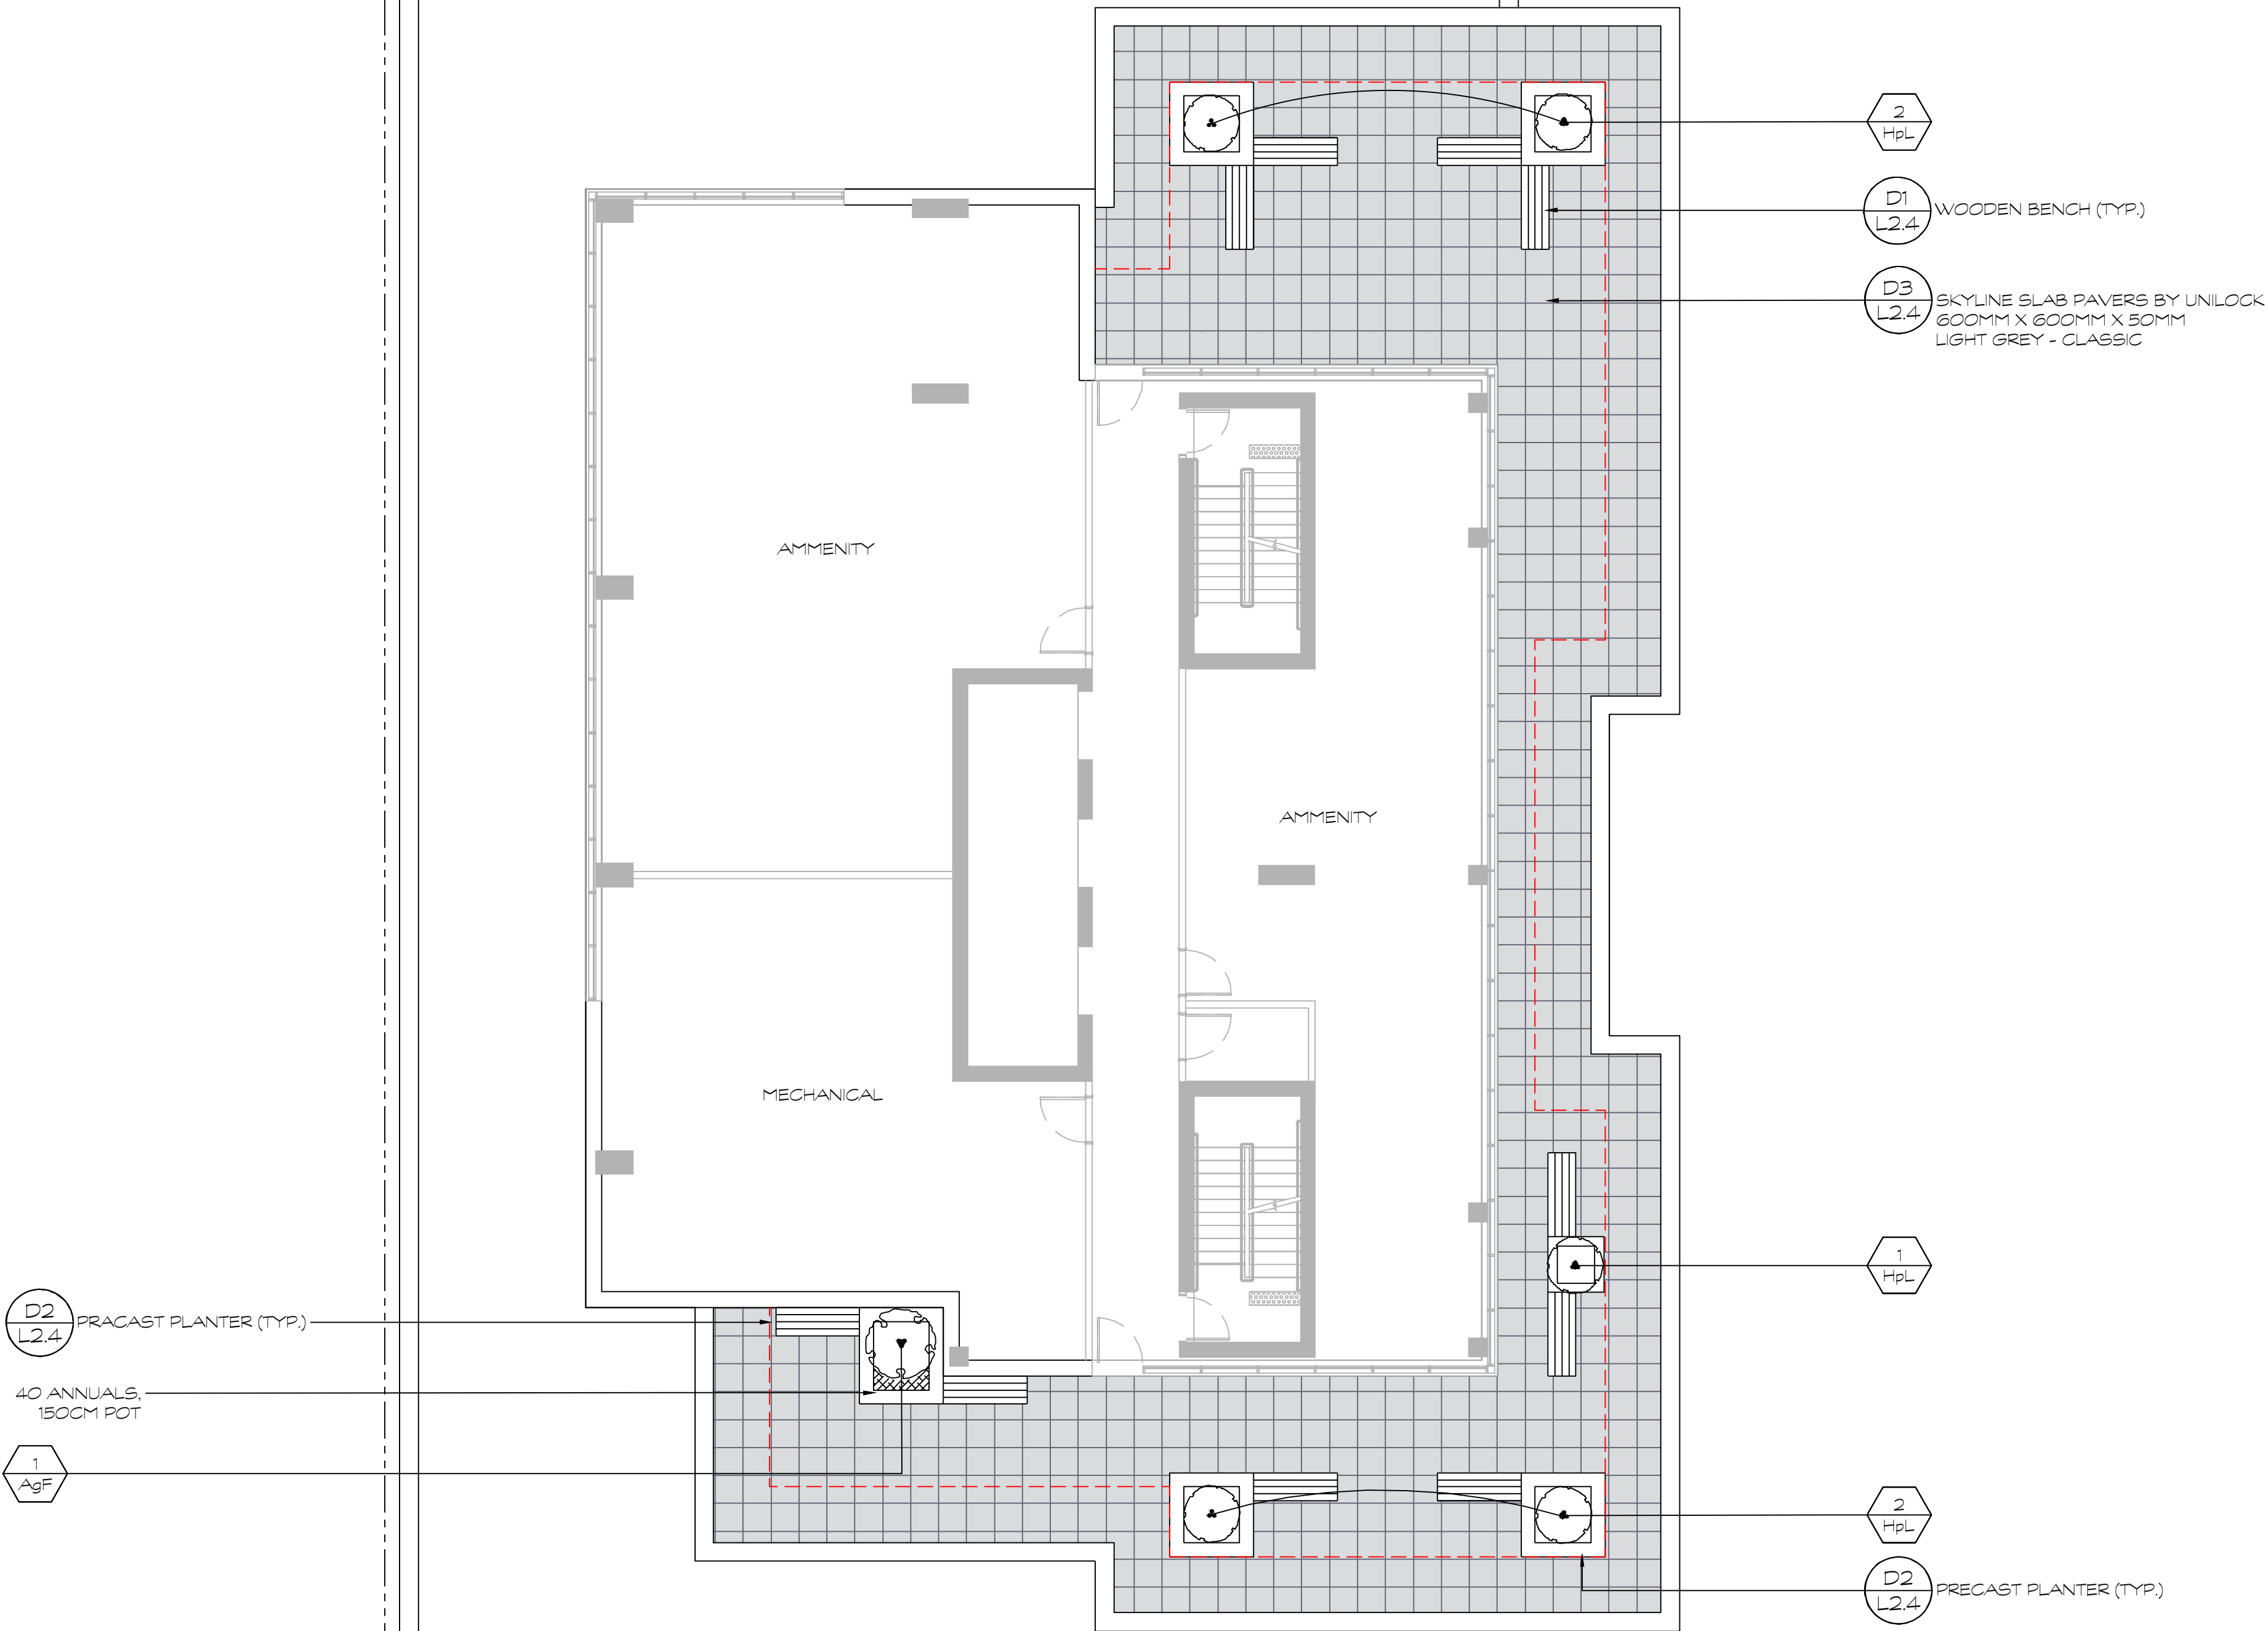 2
HpL
D1
L2.4
WOODEN BENCH (TYP.)
D3
L2.4
SKYLINE SLAB PAVERS BY UNILOCK
600MM X 600MM X 50MM
LIGHT GREY - CLASSIC
AMMENITY
AMMENITY
MECHANICAL
1
HpL
D2
L2.4
PRACAST PLANTER (TYP.)
40 ANNUALS,
150CM POT
1
AgF
2
HpL
D2
L2.4
PRECAST PLANTER (TYP.)